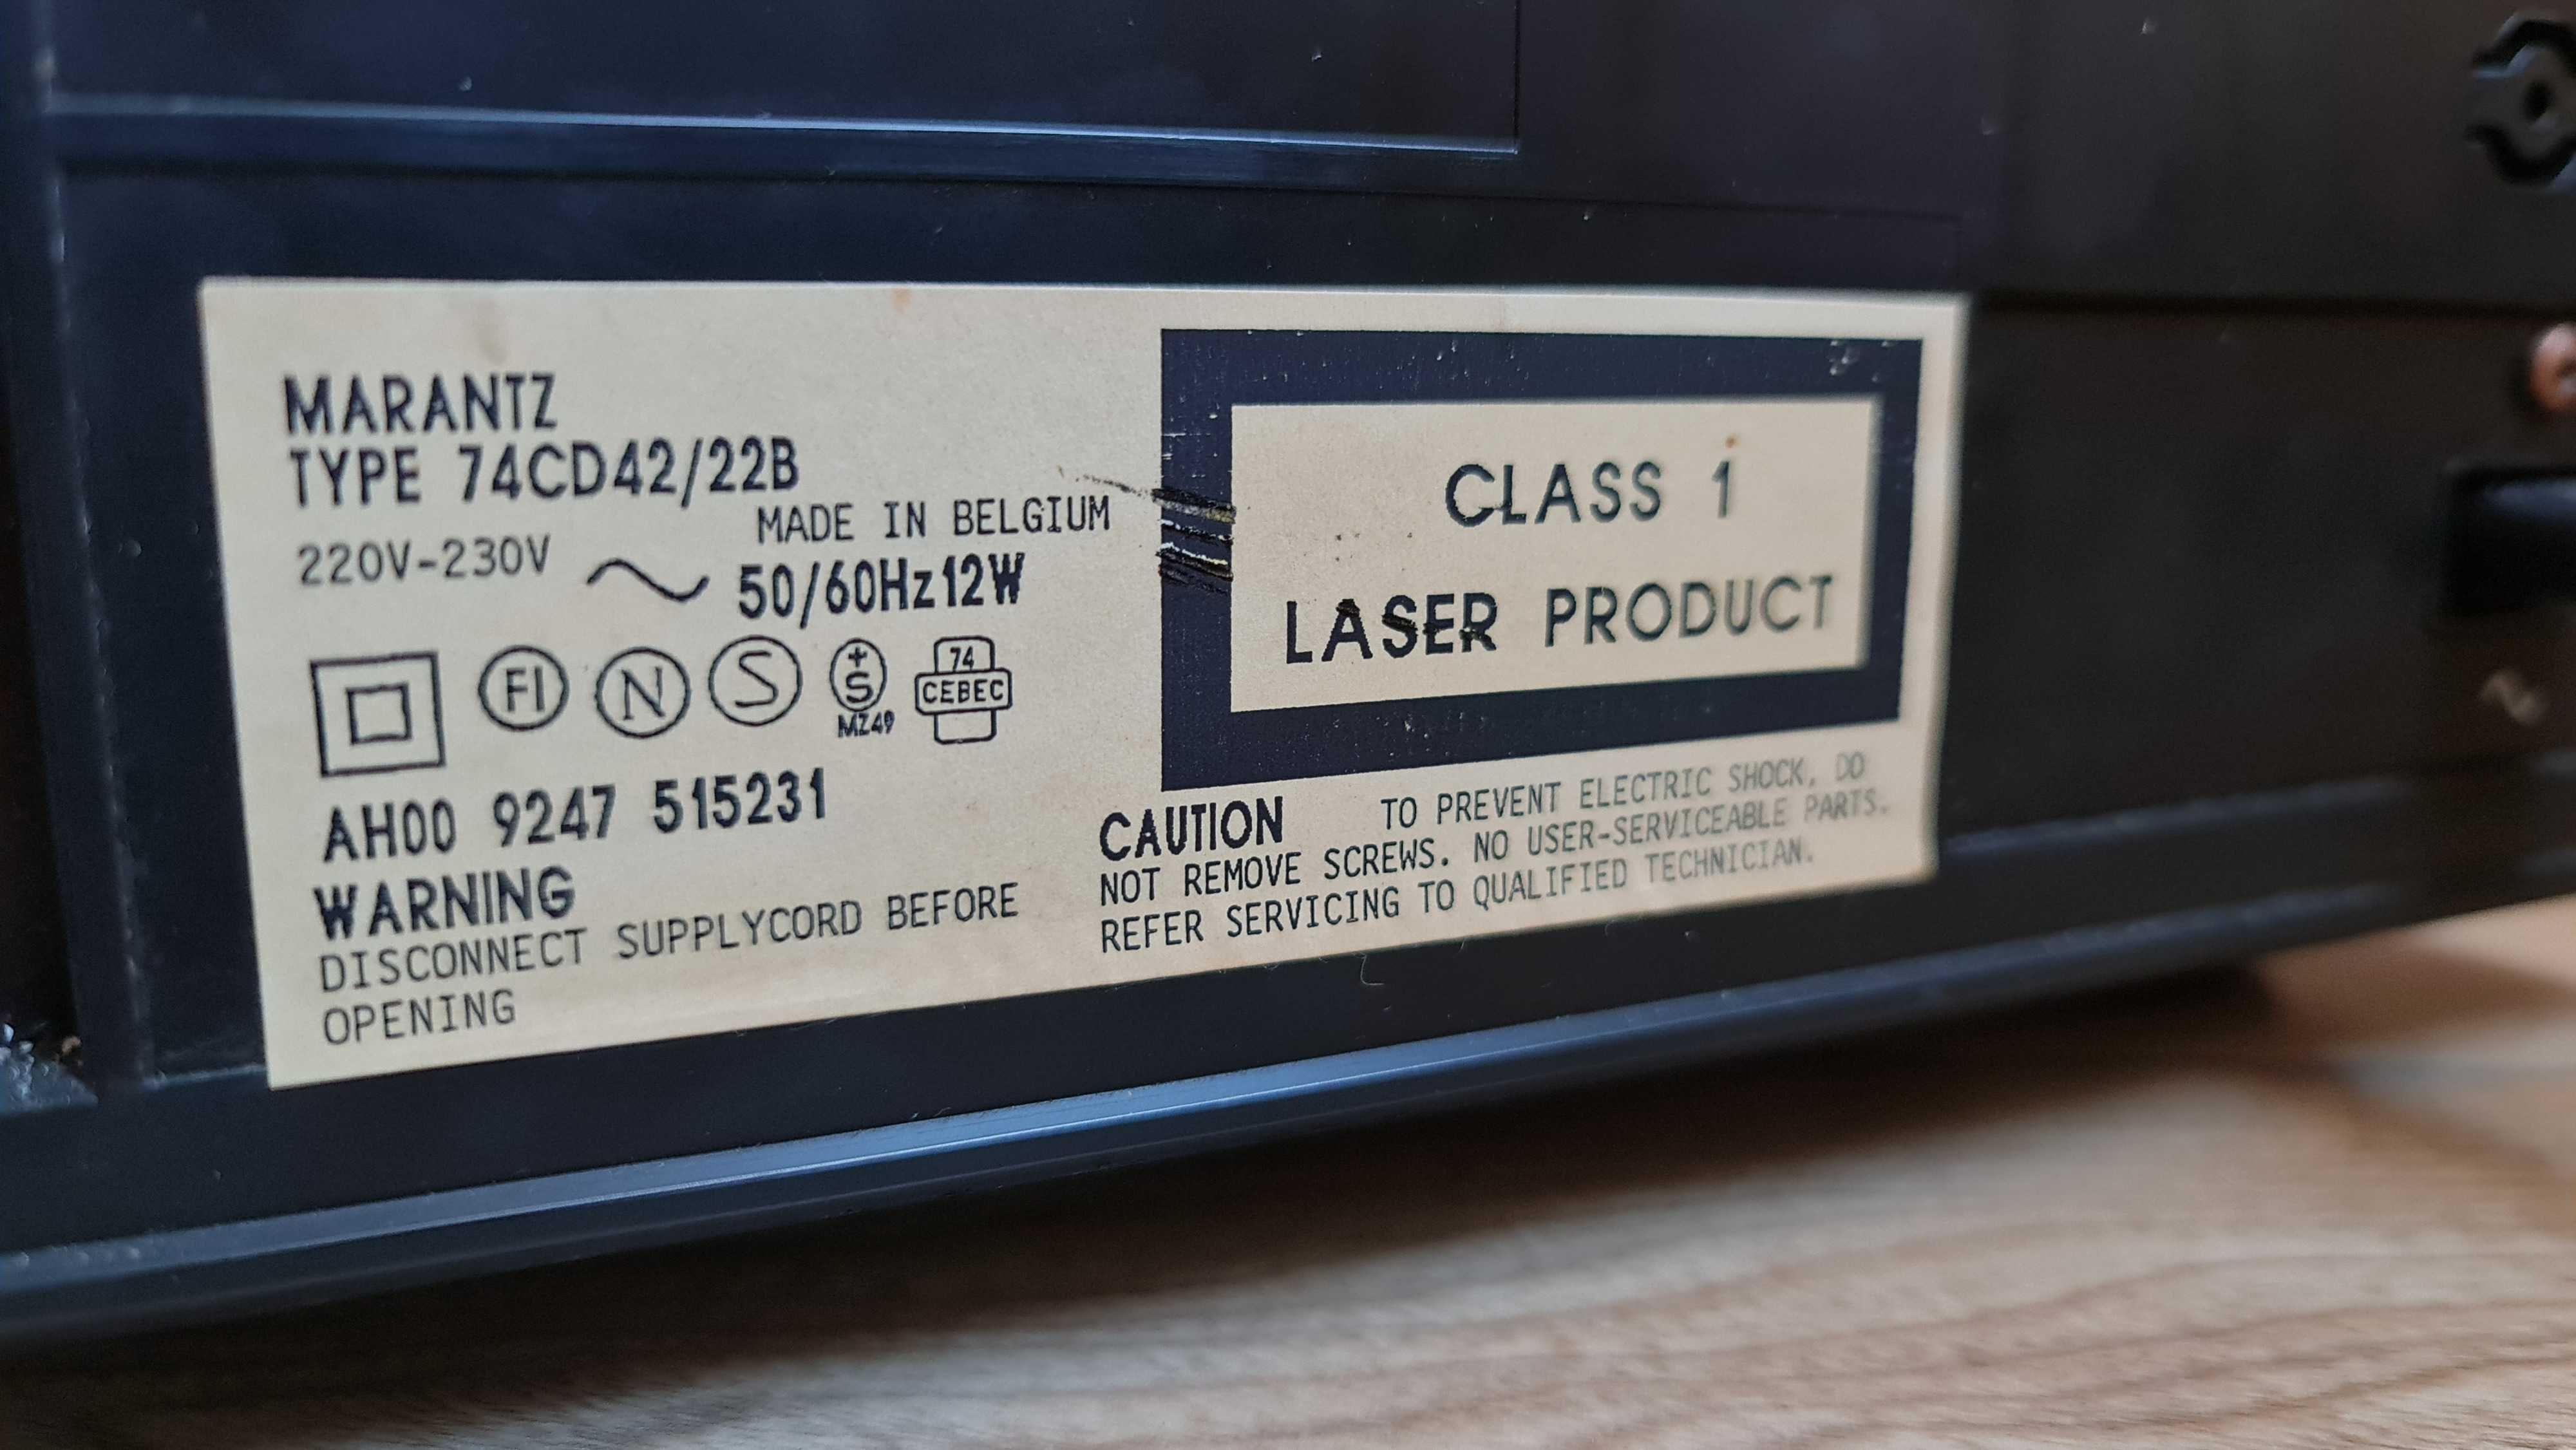 MARANTZ
TYPE 74CD42/22B
MADE IN BELGIUM
220V-230V ~ 50/60Hz12W
FI N S +S MZ49 74 CEBEC
AH00 9247 515231
WARNING
DISCONNECT SUPPLYCORD BEFORE
OPENING
CLASS 1
LASER PRODUCT
CAUTION TO PREVENT ELECTRIC SHOCK, DO
NOT REMOVE SCREWS. NO USER-SERVICEABLE PARTS.
REFER SERVICING TO QUALIFIED TECHNICIAN.